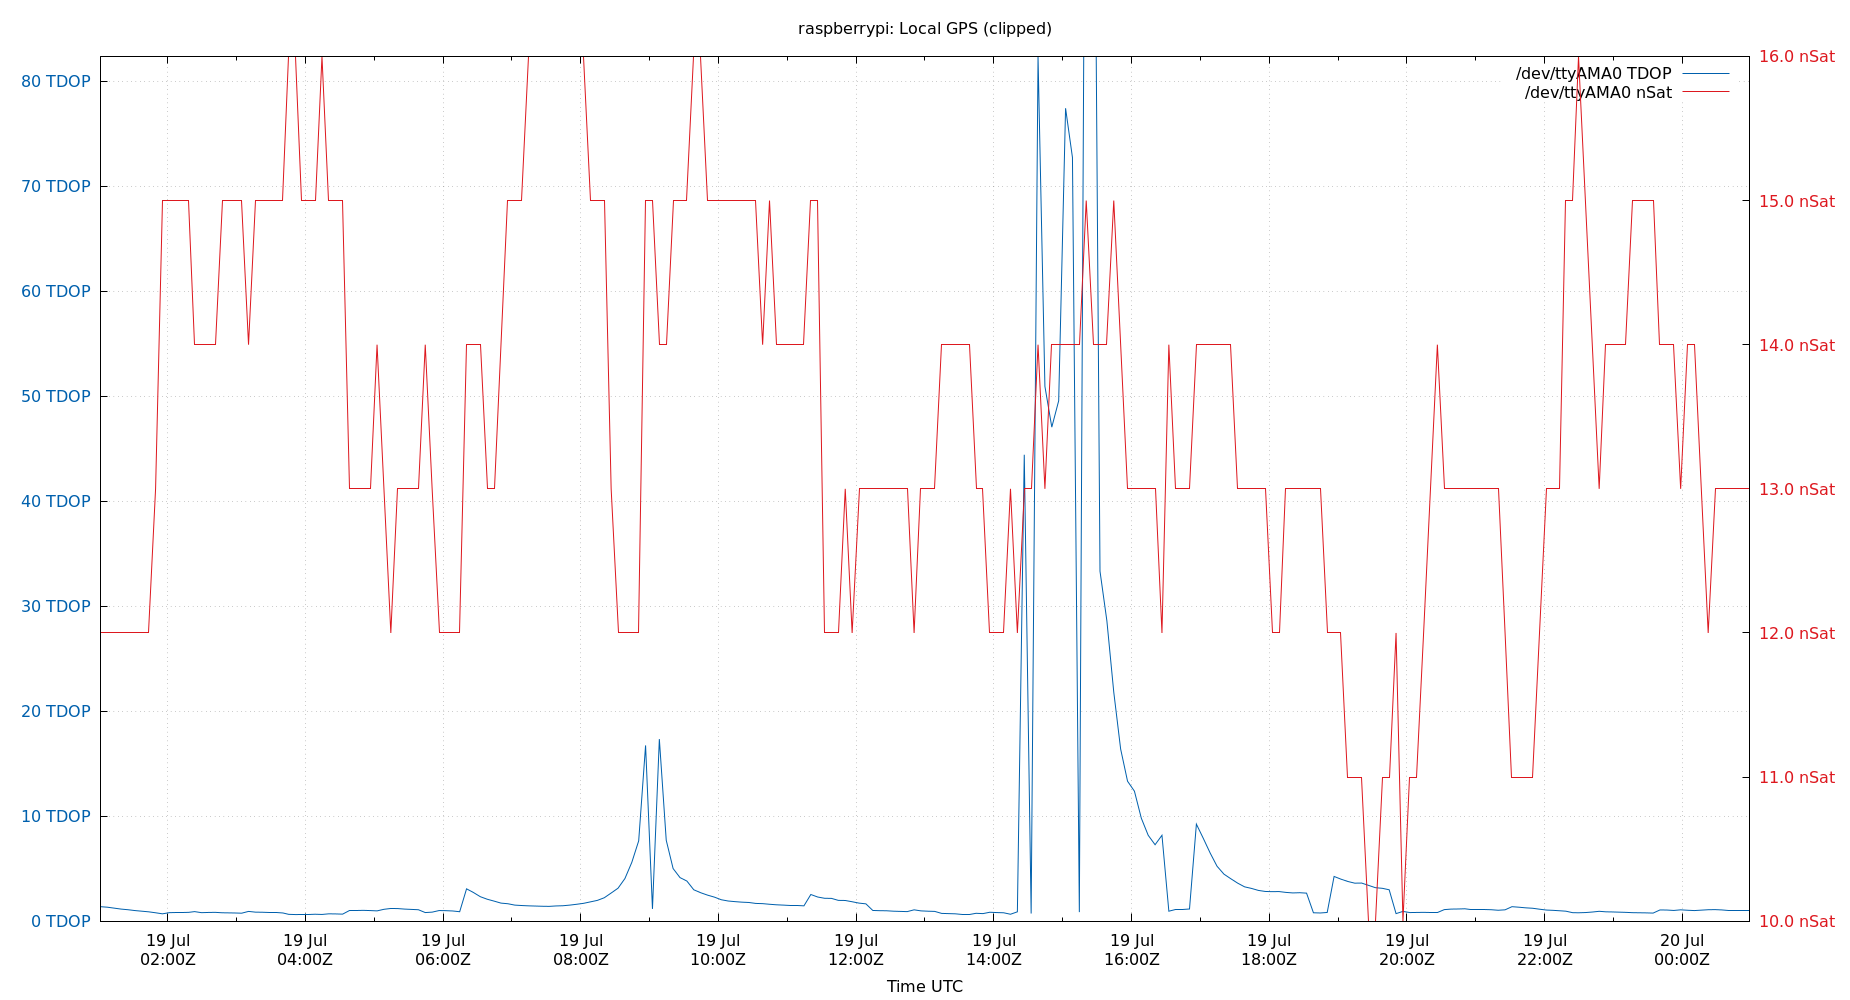 raspberrypi: Local GPS (clipped)
80 TDOP
70 TDOP
60 TDOP
50 TDOP
40 TDOP
30 TDOP
20 TDOP
10 TDOP
0 TDOP
/dev/ttyAMA0 TDOP
/dev/ttyAMA0 nSat
16.0 nSat
15.0 nSat
14.0 nSat
13.0 nSat
12.0 nSat
11.0 nSat
10.0 nSat
19 Jul 19 Jul 19 Jul 19 Jul 19 Jul 19 Jul 19 Jul 19 Jul 19 Jul 19 Jul 19 Jul 20 Jul
02:00Z 04:00Z 06:00Z 08:00Z 10:00Z 12:00Z 14:00Z 16:00Z 18:00Z 20:00Z 22:00Z 00:00Z
Time UTC